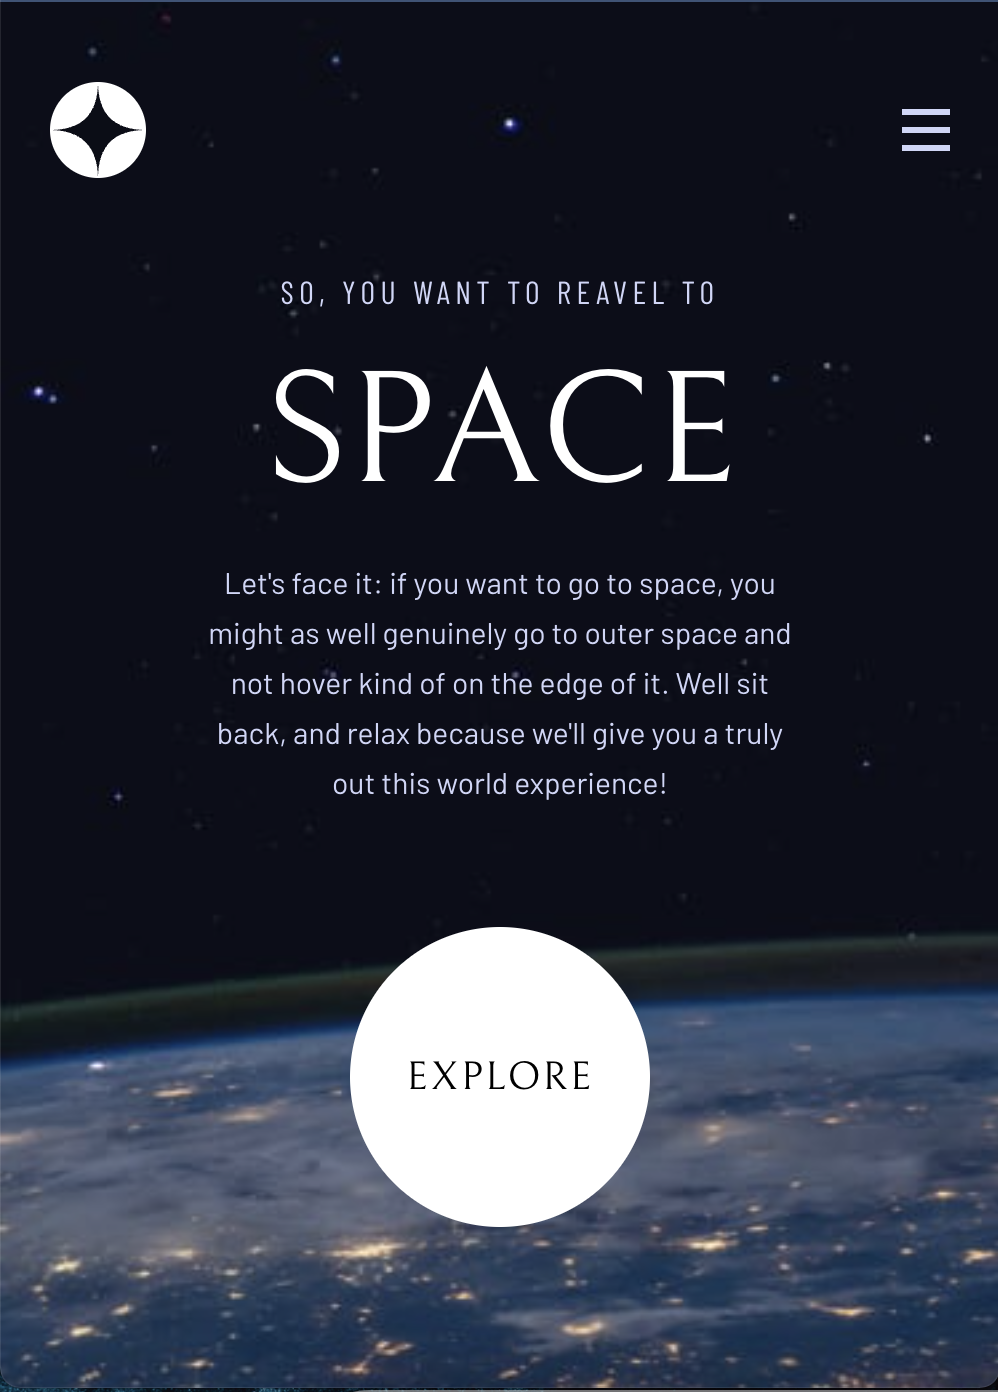 SO, YOU WANT TO REAVEL TO
SPACE
Let's face it: if you want to go to space, you
might as well genuinely go to outer space and
not hover kind of on the edge of it. Well sit
back, and relax because we'll give you a truly
out this world experience!
EXPLORE